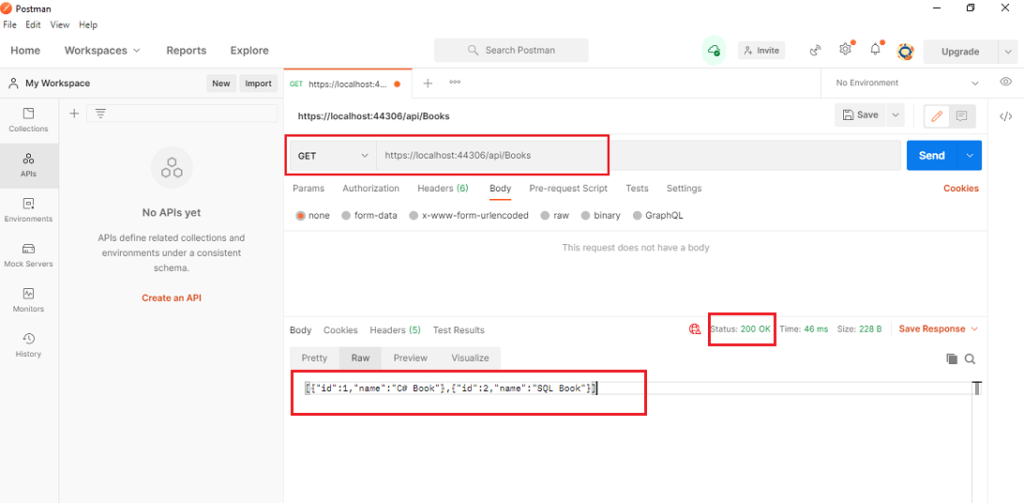 Postman
File Edit View Help
Home Workspaces Reports Explore Search Postman Invite Upgrade
My Workspace New Import GET https://localhost:4... No Environment
Collections
APIs
Environments
Mock Servers
Monitors
History
No APIs yet
APIs define related collections and
environments under a consistent
schema.
Create an API
https://localhost:44306/api/Books Save
GET https://localhost:44306/api/Books Send
Params Authorization Headers (6) Body Pre-request Script Tests Settings Cookies
none form-data x-www-form-urlencoded raw binary GraphQL
This request does not have a body
Body Cookies Headers (5) Test Results Status: 200 OK Time: 46 ms Size: 228 B Save Response
Pretty Raw Preview Visualize
[{"id":1,"name":"C# Book"},{"id":2,"name":"SQL Book"}]